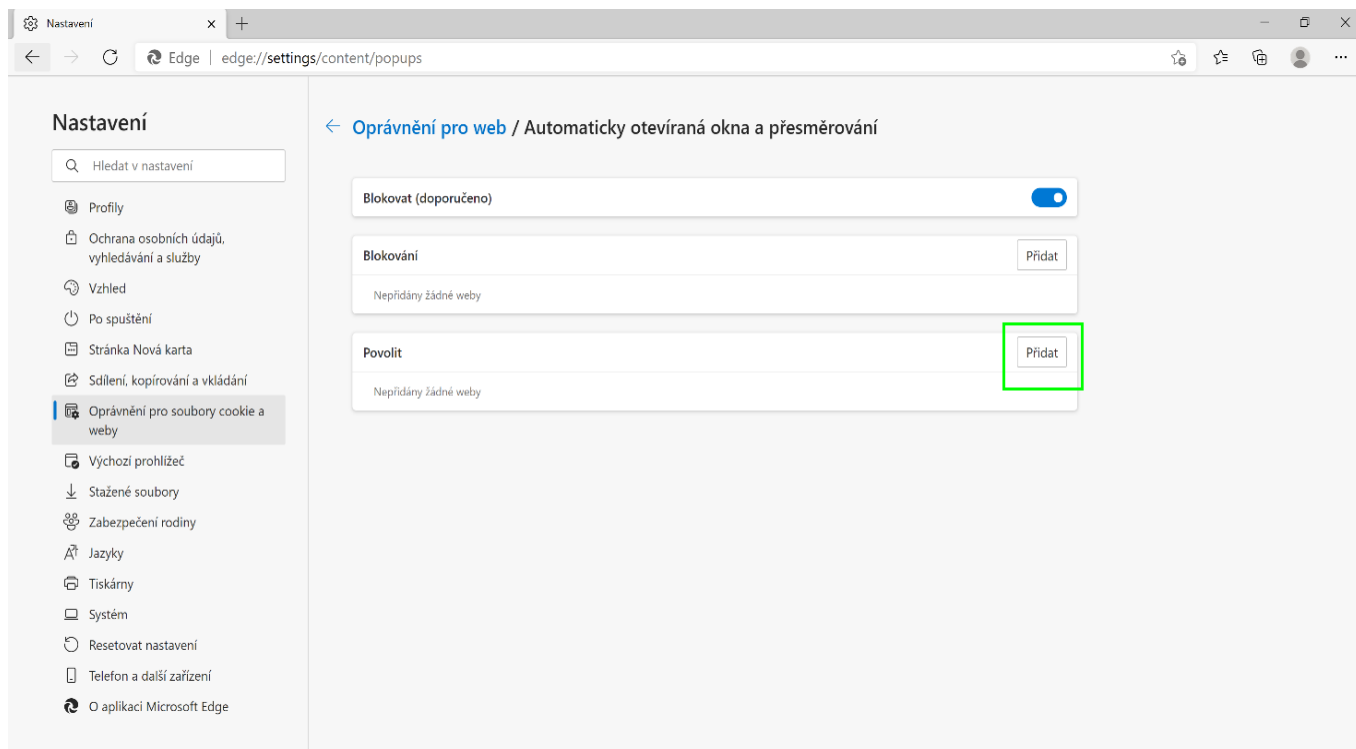 Nastavení
Edge | edge://settings/content/popups
Nastavení
Hledat v nastavení
Profily
Ochrana osobních údajů,
vyhledávání a služby
Vzhled
Po spuštění
Stránka Nová karta
Sdílení, kopírování a vkládání
Oprávnění pro soubory cookie a
weby
Výchozí prohlížeč
Stažené soubory
Zabezpečení rodiny
Jazyky
Tiskárny
Systém
Resetovat nastavení
Telefon a další zařízení
O aplikaci Microsoft Edge
Oprávnění pro web / Automaticky otevíraná okna a přesměrování
Blokovat (doporučeno)
Blokování Přidat
Nepřidány žádné weby
Povolit Přidat
Nepřidány žádné weby